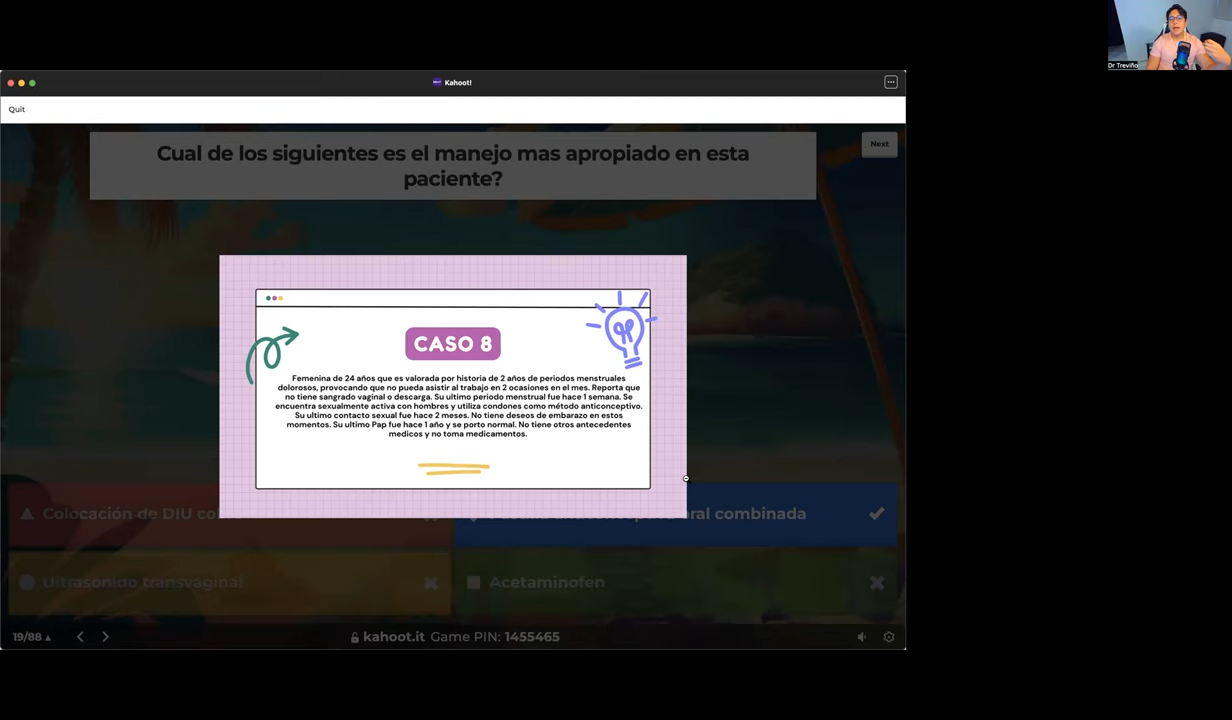 Dr Treviño
Kahoot!
Quit
Cual de los siguientes es el manejo mas apropiado en esta
paciente?
Next
CASO 8
Femenina de 24 años que es valorada por historia de 2 años de periodos menstruales
dolorosos, provocando que no pueda asistir al trabajo en 2 ocasiones en el mes. Reporta que
no tiene sangrado vaginal o descarga. Su ultimo periodo menstrual fue hace 1 semana. Se
encuentra sexualmente activa con hombres y utiliza condones como método anticonceptivo.
Su ultimo contacto sexual fue hace 2 meses. No tiene deseos de embarazo en estos
momentos. Su ultimo Pap fue hace 1 año y se porto normal. No tiene otros antecedentes
medicos y no toma medicamentos.
Colocación de DIU
oral combinada
Ultrasonido transvaginal
Acetaminofen
19/88
kahoot.it Game PIN: 1455465